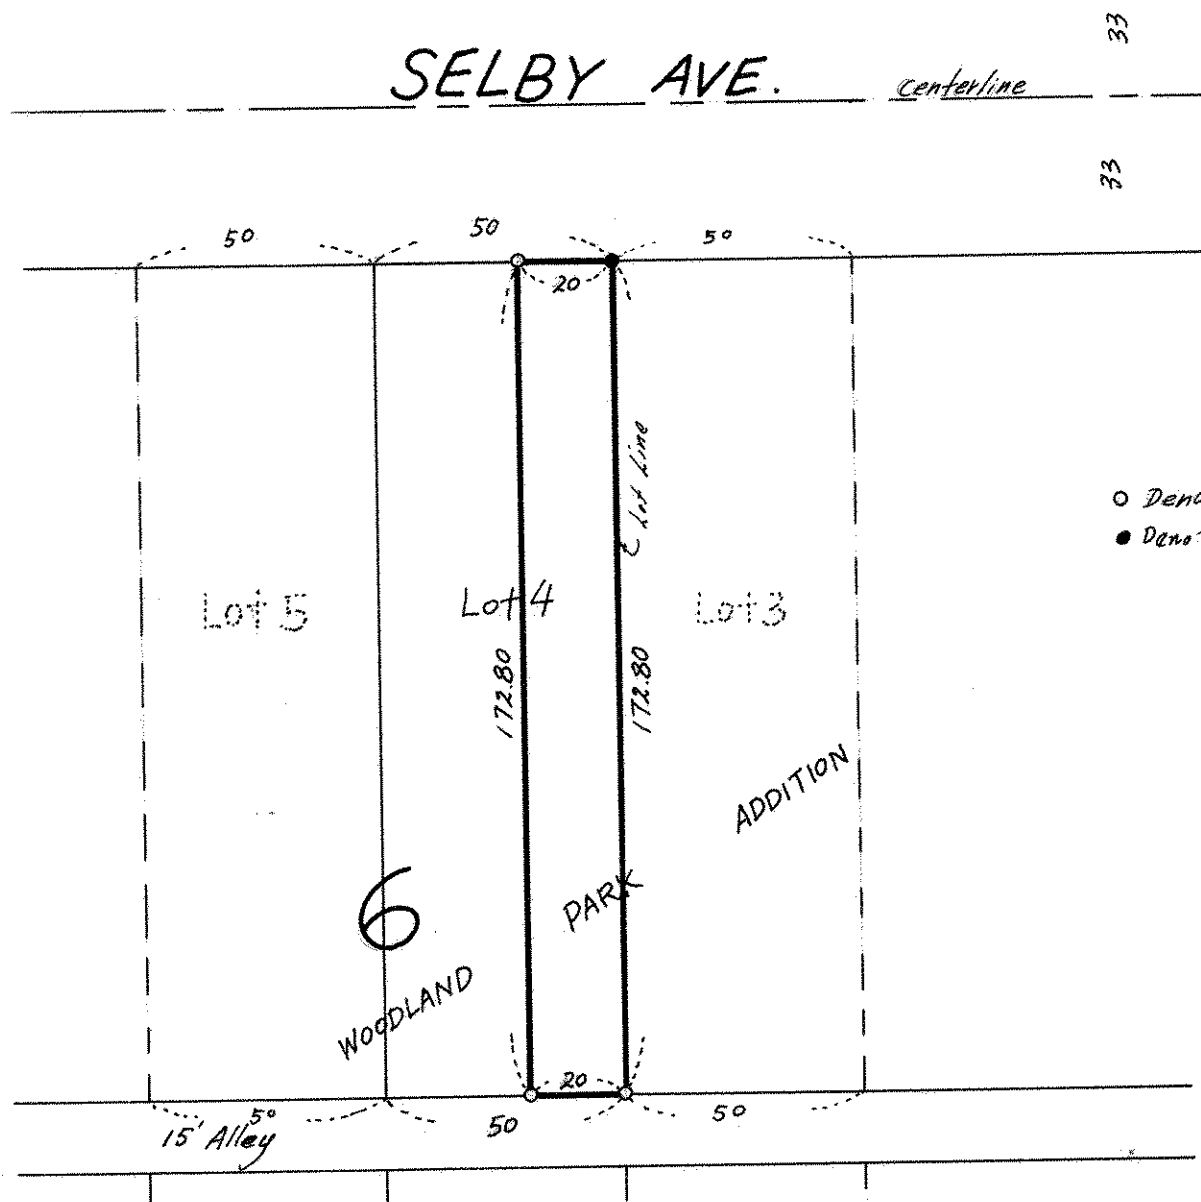 33
SELBY AVE.
Centerline
33
50
50
50
20
E Lot Line
Lot 5
Lot 4
Lot 3
172.80
172.80
ADDITION
PARK
6
WOODLAND
20
50
50
50
15' Alley